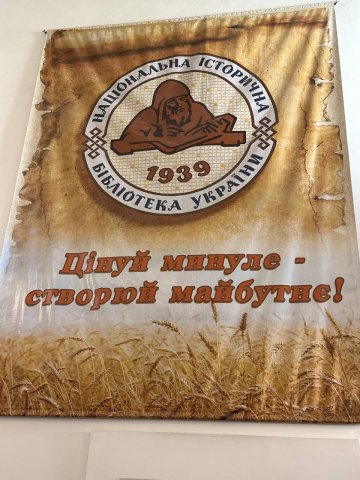 НАЦІОНАЛЬНА ІСТОРИЧНА
1939
БІБЛІОТЕКА УКРАЇНИ
Цінуй минуле -
створюй майбутнє!